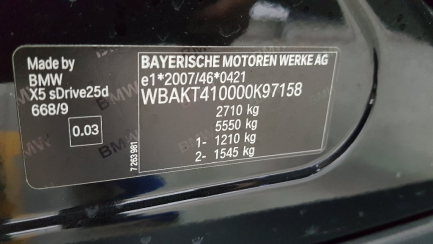 Made by
BMW
X5 sDrive25d
668/9
0.03
7 263 981
BAYERISCHE MOTOREN WERKE AG
e1*2007/46*0421
WBAKT410000K97158
2710 kg
5550 kg
1- 1210 kg
2- 1545 kg